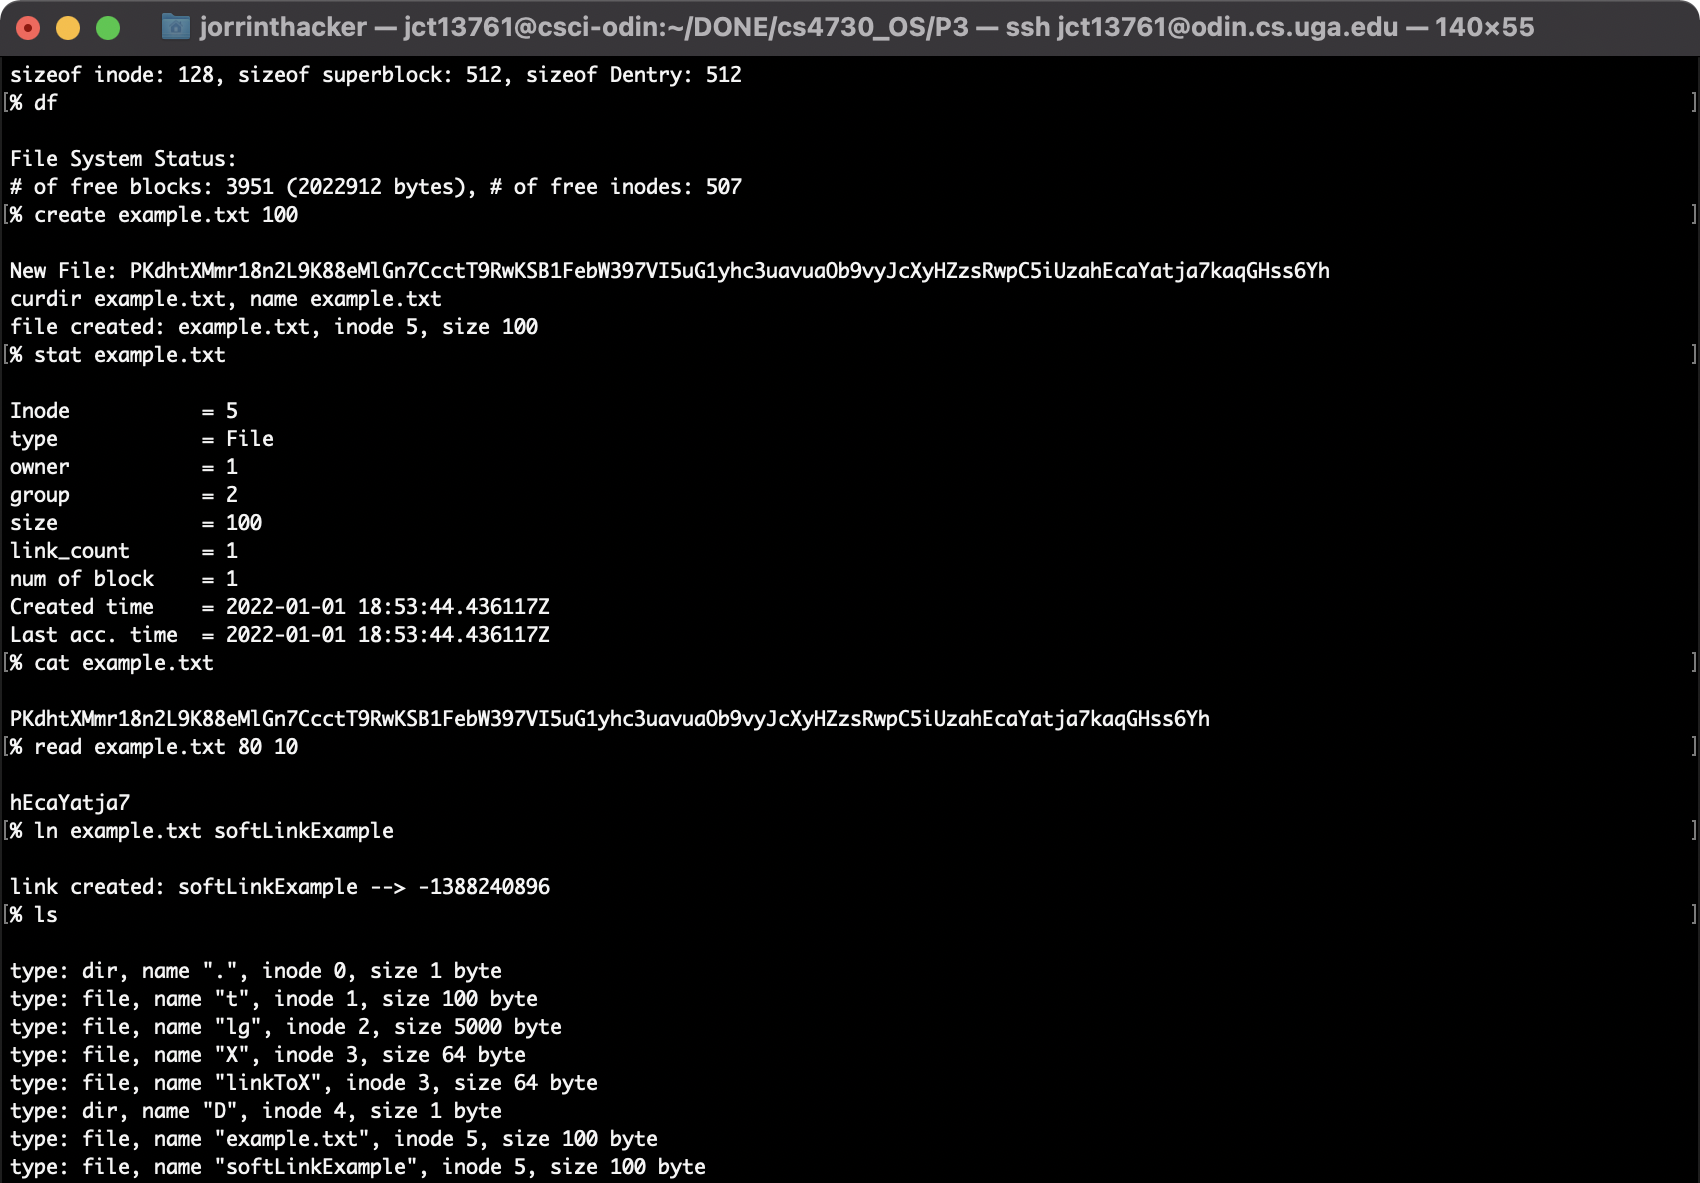 jorrinthacker — jct13761@csci-odin:~/DONE/cs4730_OS/P3 — ssh jct13761@odin.cs.uga.edu — 140×55
sizeof inode: 128, sizeof superblock: 512, sizeof Dentry: 512
[% df ]
File System Status:
# of free blocks: 3951 (2022912 bytes), # of free inodes: 507
[% create example.txt 100 ]
New File: PKdhtXMmr18n2L9K88eMlGn7CcctT9RwKSB1FebW397VI5uG1yhc3uavuaOb9vyJcXyHZzsRwpC5iUzahEcaYatja7kaqGHss6Yh
curdir example.txt, name example.txt
file created: example.txt, inode 5, size 100
[% stat example.txt ]
Inode           = 5
type            = File
owner           = 1
group           = 2
size            = 100
link_count      = 1
num of block    = 1
Created time    = 2022-01-01 18:53:44.436117Z
Last acc. time  = 2022-01-01 18:53:44.436117Z
[% cat example.txt ]
PKdhtXMmr18n2L9K88eMlGn7CcctT9RwKSB1FebW397VI5uG1yhc3uavuaOb9vyJcXyHZzsRwpC5iUzahEcaYatja7kaqGHss6Yh
[% read example.txt 80 10 ]
hEcaYatja7
[% ln example.txt softLinkExample ]
link created: softLinkExample --> -1388240896
[% ls ]
type: dir, name ".", inode 0, size 1 byte
type: file, name "t", inode 1, size 100 byte
type: file, name "lg", inode 2, size 5000 byte
type: file, name "X", inode 3, size 64 byte
type: file, name "linkToX", inode 3, size 64 byte
type: dir, name "D", inode 4, size 1 byte
type: file, name "example.txt", inode 5, size 100 byte
type: file, name "softLinkExample", inode 5, size 100 byte